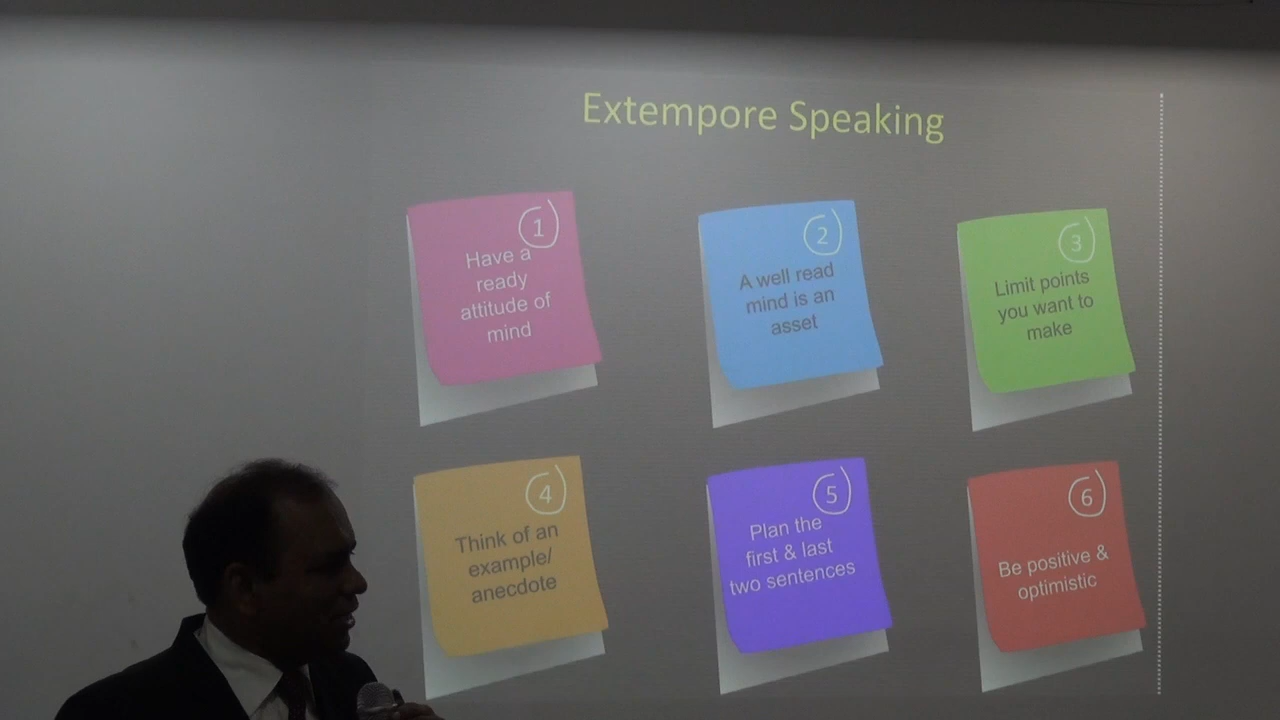 Extempore Speaking
1
Have a
ready
attitude of
mind
2
A well read
mind is an
asset
3
Limit points
you want to
make
4
Think of an
example/
anecdote
5
Plan the
first & last
two sentences
6
Be positive &
optimistic